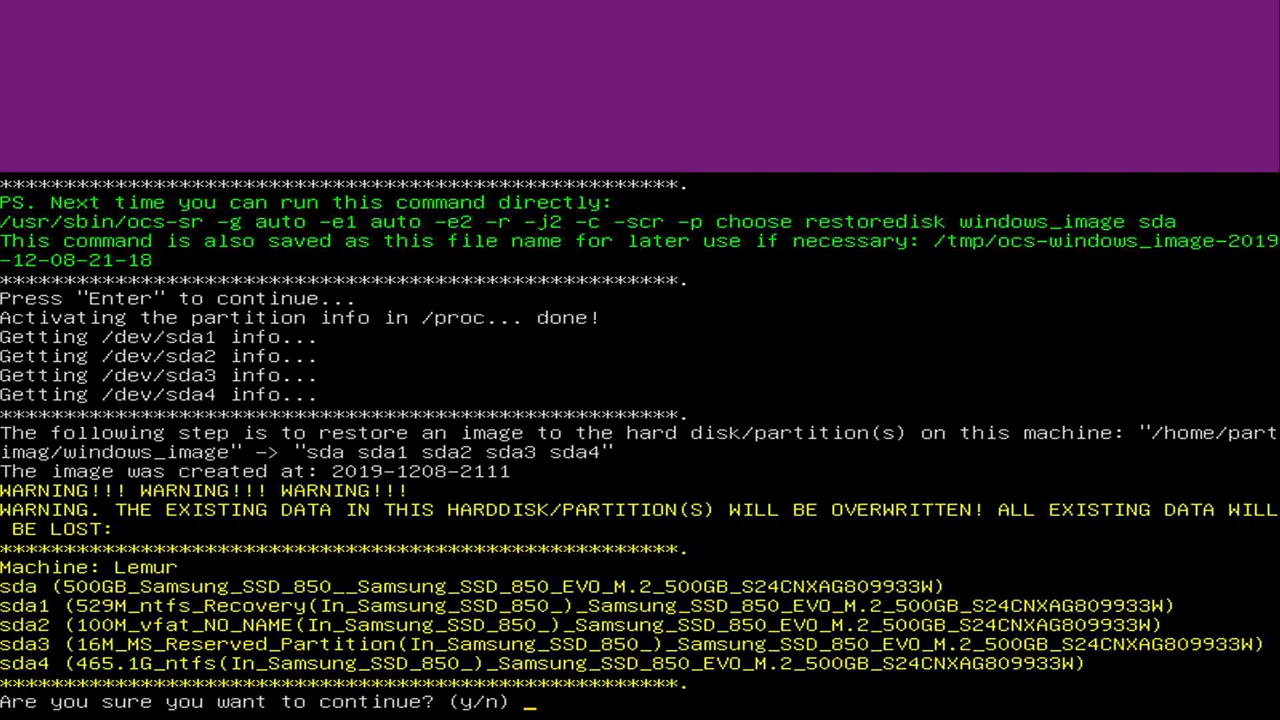 *****************************************************.
PS. Next time you can run this command directly:
/usr/sbin/ocs-sr -g auto -e1 auto -e2 -r -j2 -c -scr -p choose restoredisk windows_image sda
This command is also saved as this file name for later use if necessary: /tmp/ocs-windows_image-2019
-12-08-21-18
*****************************************************.
Press "Enter" to continue...
Activating the partition info in /proc... done!
Getting /dev/sda1 info...
Getting /dev/sda2 info...
Getting /dev/sda3 info...
Getting /dev/sda4 info...
*****************************************************.
The following step is to restore an image to the hard disk/partition(s) on this machine: "/home/part
imag/windows_image" -> "sda sda1 sda2 sda3 sda4"
The image was created at: 2019-1208-2111
WARNING!!! WARNING!!! WARNING!!!
WARNING. THE EXISTING DATA IN THIS HARDDISK/PARTITION(S) WILL BE OVERWRITTEN! ALL EXISTING DATA WILL
 BE LOST:
*****************************************************.
Machine: Lemur
sda (500GB_Samsung_SSD_850__Samsung_SSD_850_EVO_M.2_500GB_S24CNXAG809933W)
sda1 (529M_ntfs_Recovery(In_Samsung_SSD_850_)_Samsung_SSD_850_EVO_M.2_500GB_S24CNXAG809933W)
sda2 (100M_vfat_NO_NAME(In_Samsung_SSD_850_)_Samsung_SSD_850_EVO_M.2_500GB_S24CNXAG809933W)
sda3 (16M_MS_Reserved_Partition(In_Samsung_SSD_850_)_Samsung_SSD_850_EVO_M.2_500GB_S24CNXAG809933W)
sda4 (465.1G_ntfs(In_Samsung_SSD_850_)_Samsung_SSD_850_EVO_M.2_500GB_S24CNXAG809933W)
*****************************************************.
Are you sure you want to continue? (y/n) _